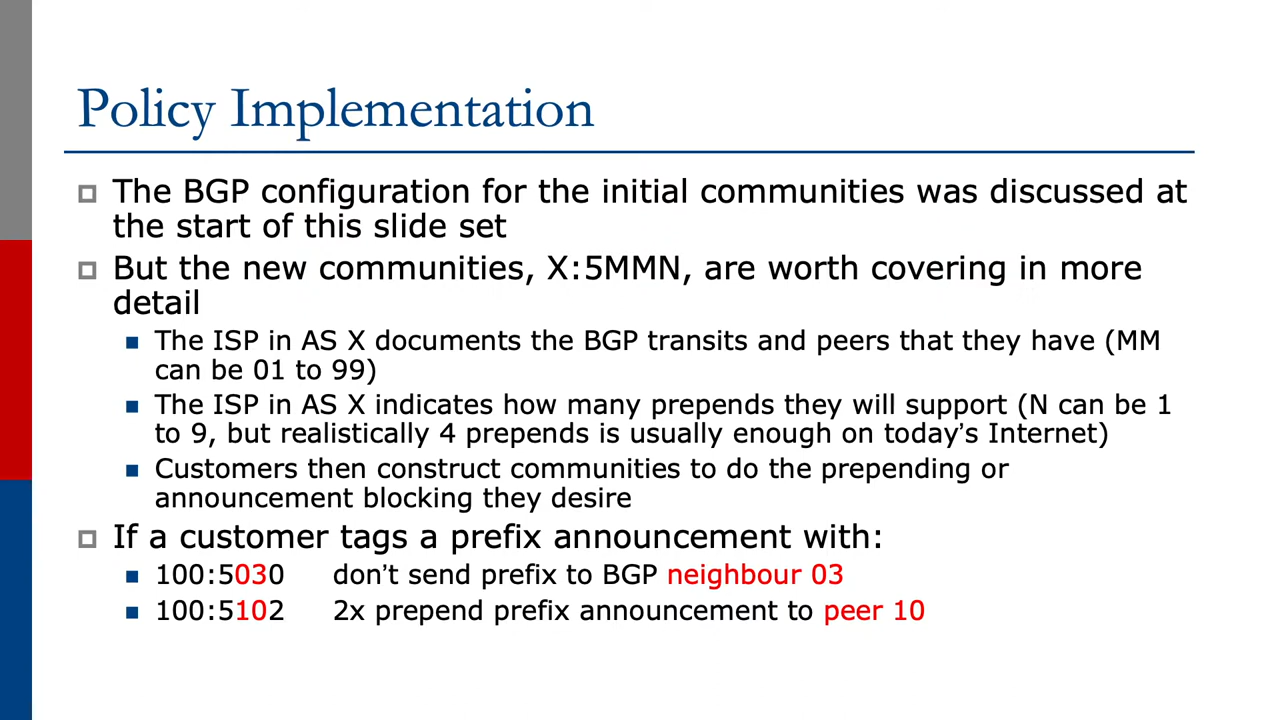 Policy Implementation
The BGP configuration for the initial communities was discussed at
the start of this slide set
But the new communities, X:5MMN, are worth covering in more
detail
The ISP in AS X documents the BGP transits and peers that they have (MM
can be 01 to 99)
The ISP in AS X indicates how many prepends they will support (N can be 1
to 9, but realistically 4 prepends is usually enough on today’s Internet)
Customers then construct communities to do the prepending or
announcement blocking they desire
If a customer tags a prefix announcement with:
100:5030 don’t send prefix to BGP neighbour 03
100:5102 2x prepend prefix announcement to peer 10